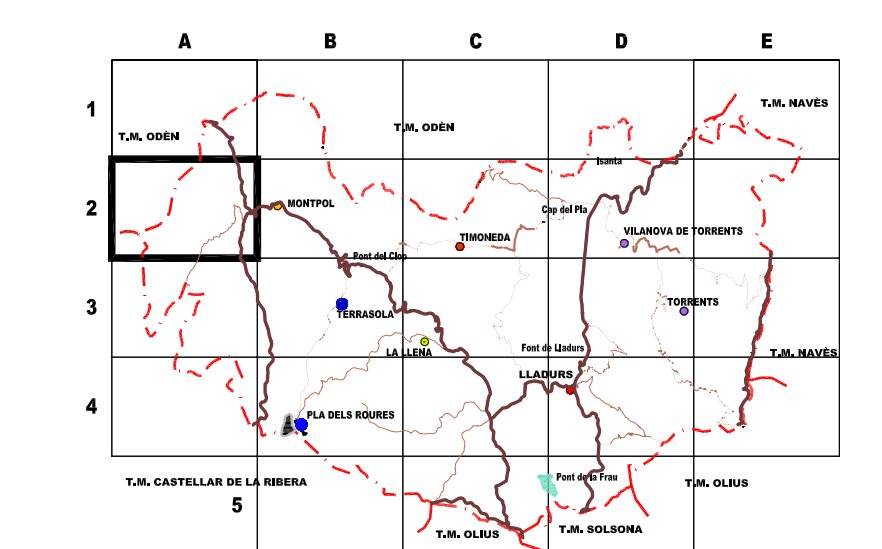 A B C D E
1
T.M. NAVÈS
T.M. ODÈN
T.M. ODÈN
Isanta
2
MONTPOL
Cap del Pla
VILANOVA DE TORRENTS
TIMONEDA
Pont del Clop
3
TORRENTS
TERRASOLA
Font de Lladurs
LA LLENA
T.M. NAVÈS
LLADURS
4
PLA DELS ROURES
Pont de la Frau
T.M. CASTELLAR DE LA RIBERA
T.M. OLIUS
5
T.M. SOLSONA
T.M. OLIUS